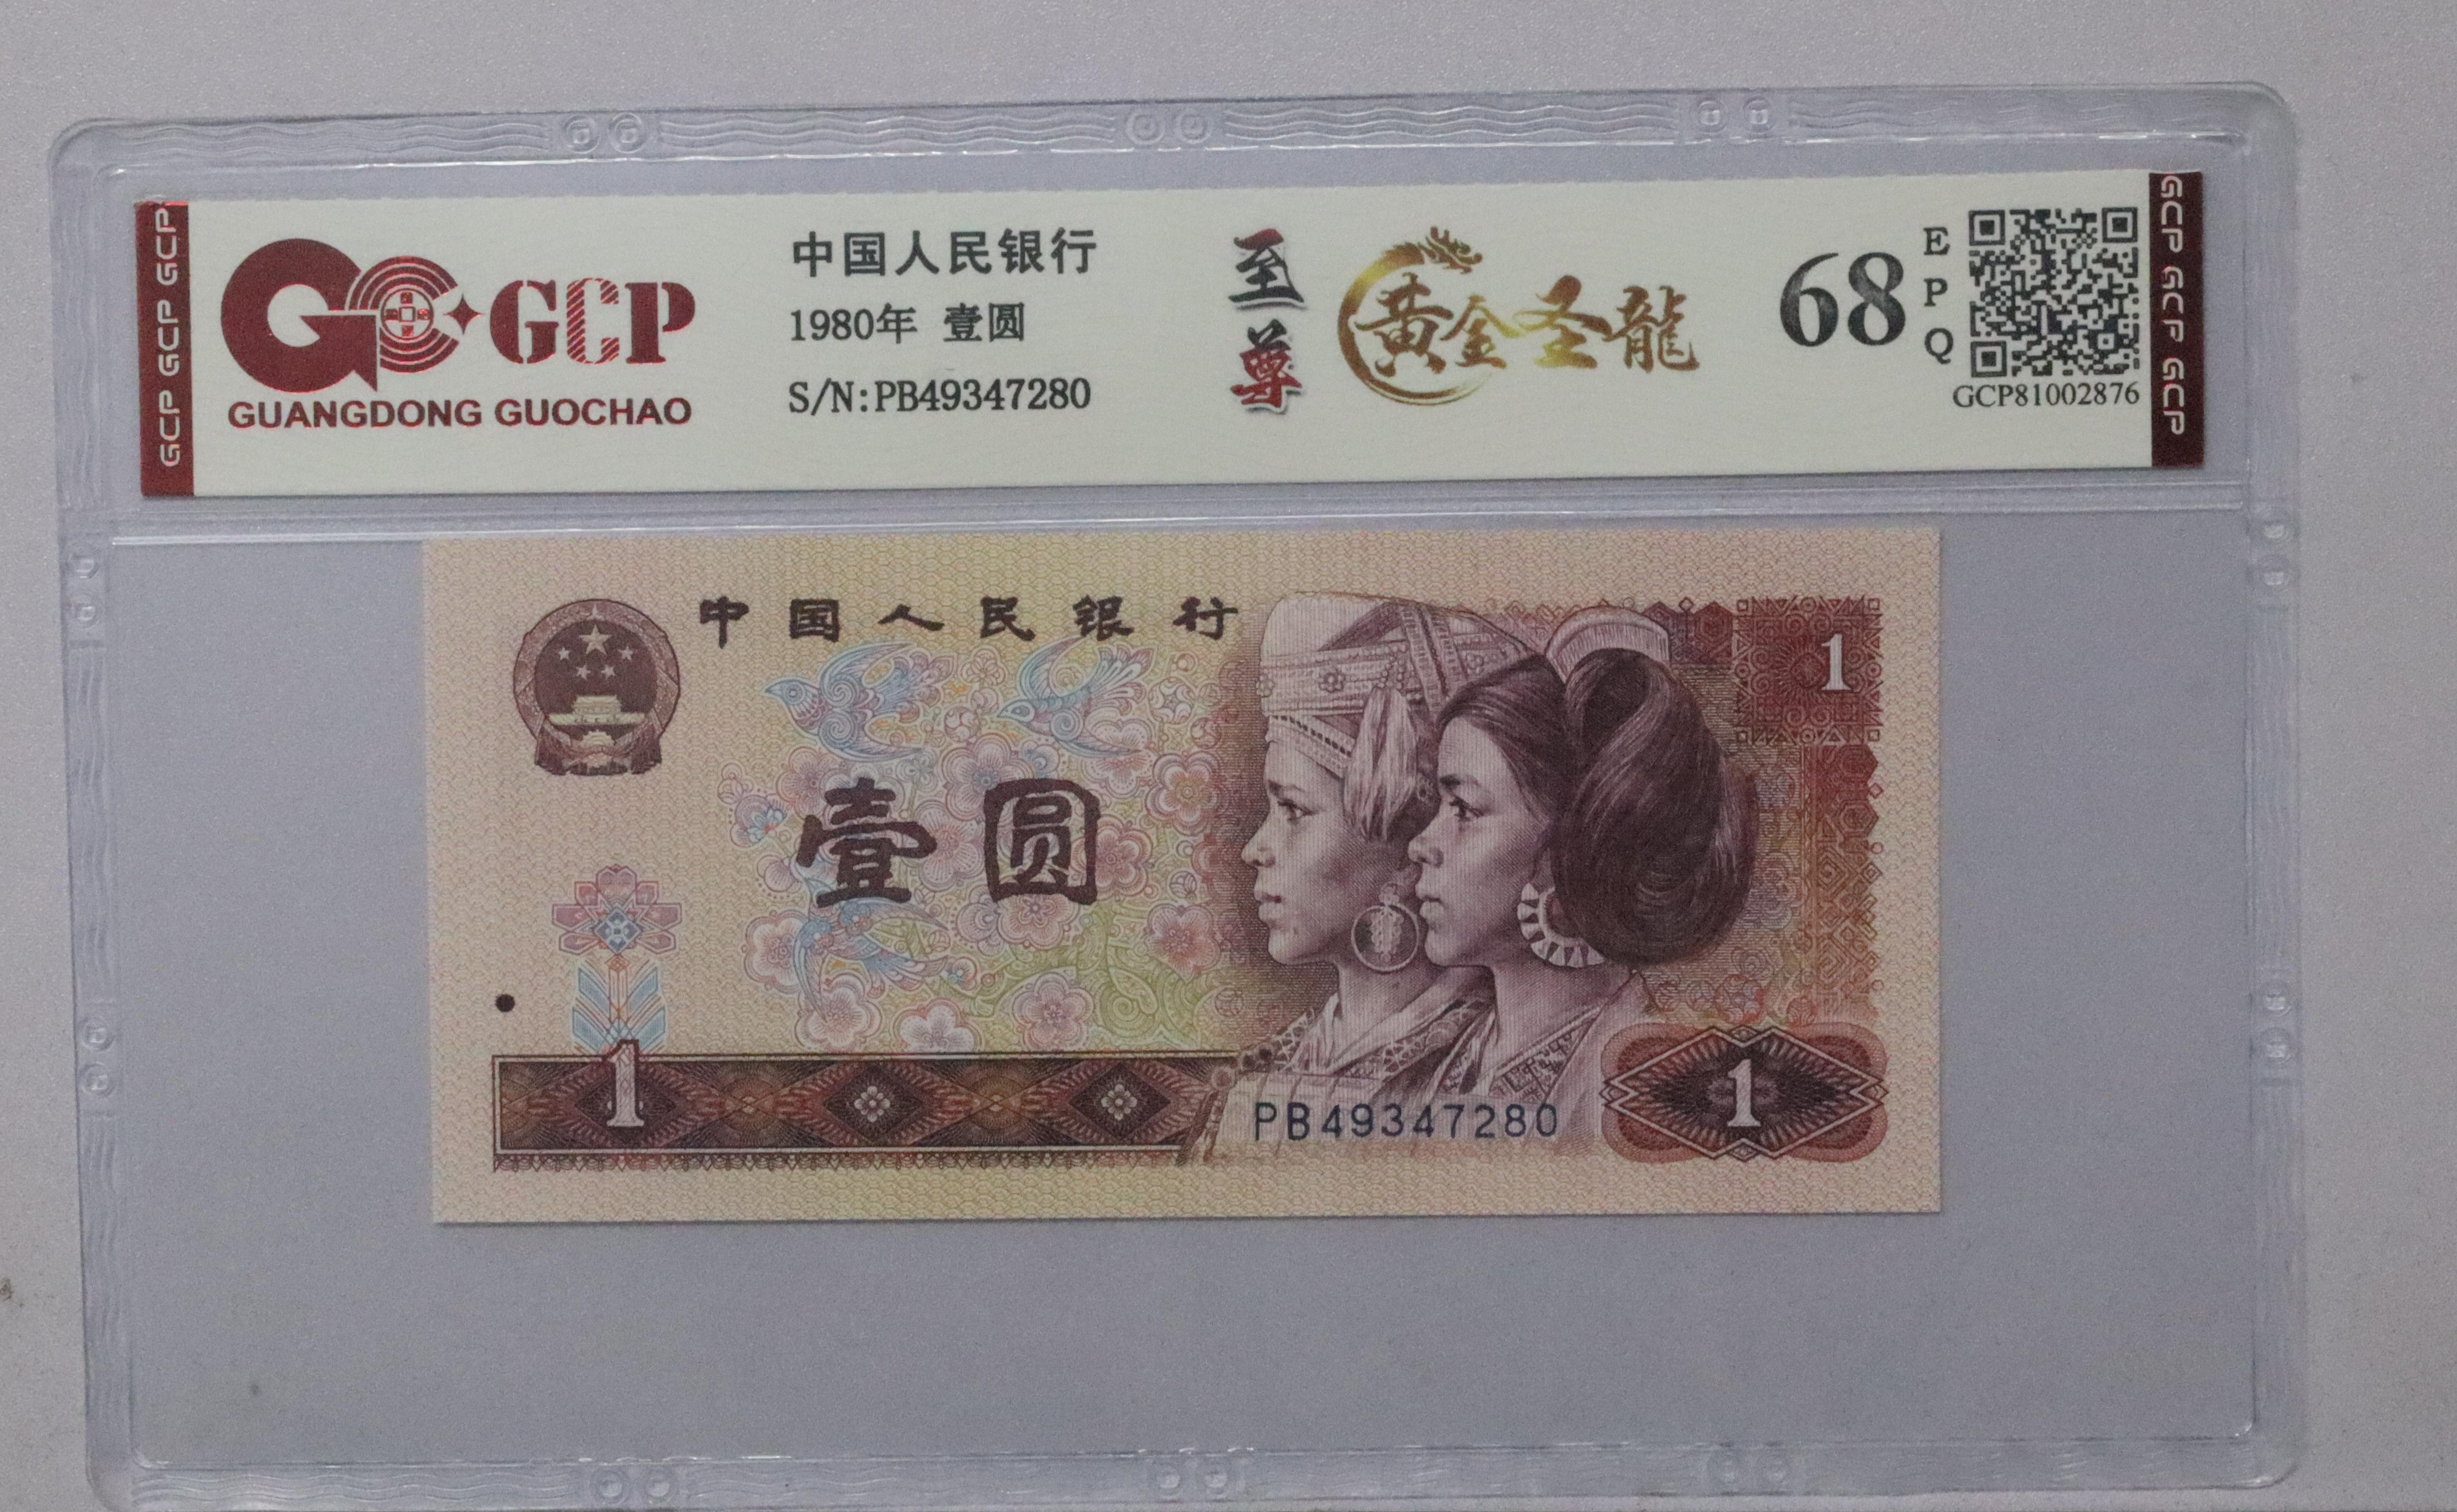 GCP GCP GCP
GCP
GUANGDONG GUOCHAO
中国人民银行
1980年 壹圆
S/N:PB49347280
至尊
黄金圣龍
68
EPQ
GCP81002876
GCP GCP GCP
中国人民银行
1
壹圆
1
PB49347280
1